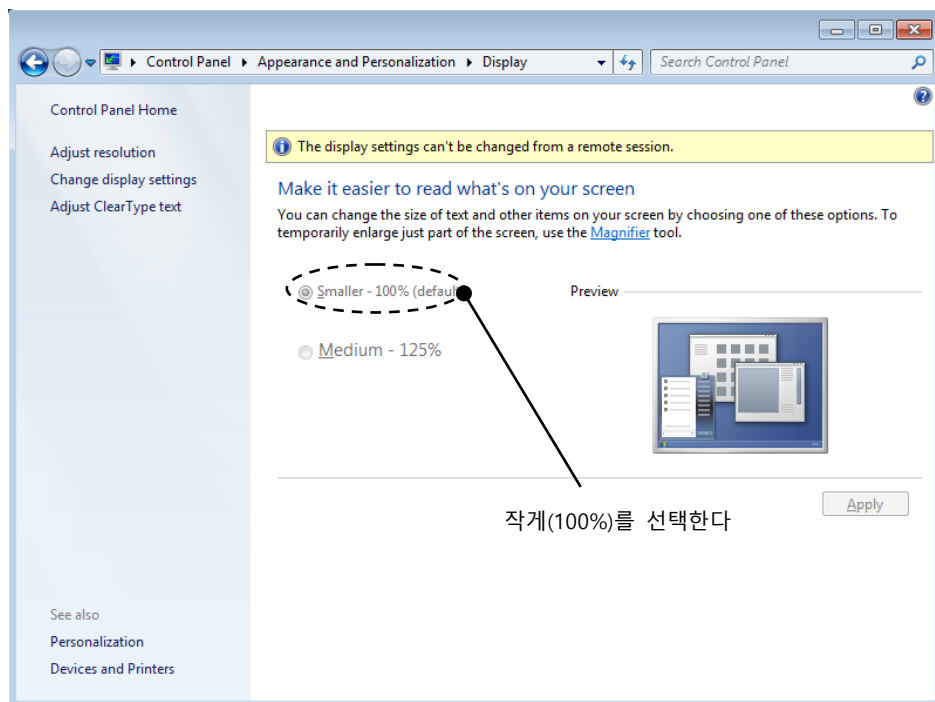 Control Panel Appearance and Personalization Display
Search Control Panel
Control Panel Home
Adjust resolution
Change display settings
Adjust ClearType text
The display settings can't be changed from a remote session.
Make it easier to read what's on your screen
You can change the size of text and other items on your screen by choosing one of these options. To
temporarily enlarge just part of the screen, use the Magnifier tool.
Smaller - 100% (default
Preview
Medium - 125%
Apply
작게(100%)를 선택한다
See also
Personalization
Devices and Printers